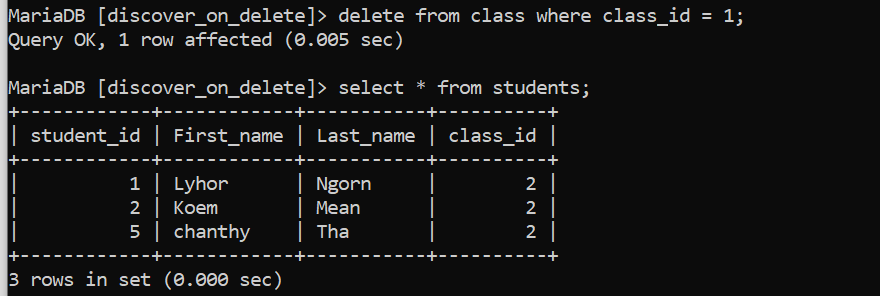 MariaDB [discover_on_delete]> delete from class where class_id = 1;
Query OK, 1 row affected (0.005 sec)
MariaDB [discover_on_delete]> select * from students;
+------------+------------+-----------+----------+
| student_id | First_name | Last_name | class_id |
+------------+------------+-----------+----------+
|          1 | Lyhor      | Ngorn     |        2 |
|          2 | Koem       | Mean      |        2 |
|          5 | chanthy    | Tha       |        2 |
+------------+------------+-----------+----------+
3 rows in set (0.000 sec)